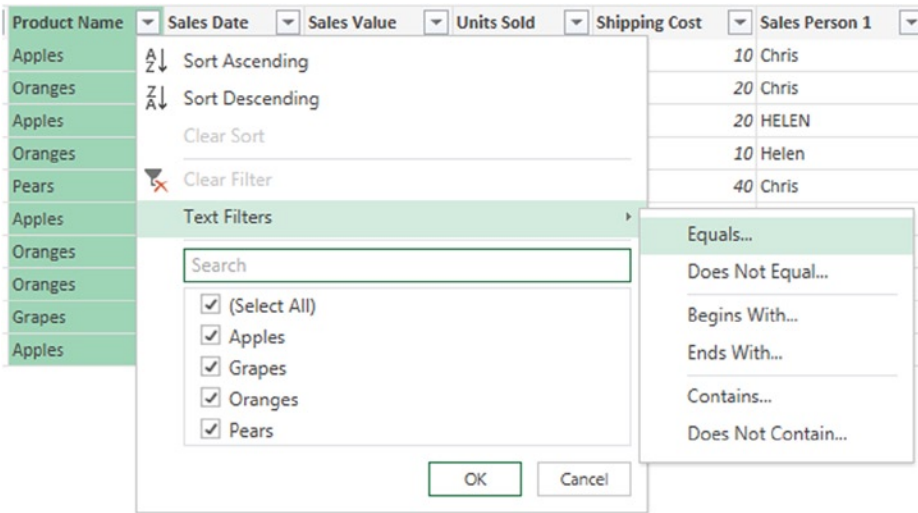 Product Name Sales Date Sales Value Units Sold Shipping Cost Sales Person 1
Apples 10 Chris
Oranges 20 Chris
Apples 20 HELEN
Oranges 10 Helen
Pears 40 Chris
Apples
Oranges
Oranges
Grapes
Apples
Sort Ascending
Sort Descending
Clear Sort
Clear Filter
Text Filters
Search
(Select All)
Apples
Grapes
Oranges
Pears
OK Cancel
Equals...
Does Not Equal...
Begins With...
Ends With...
Contains...
Does Not Contain...